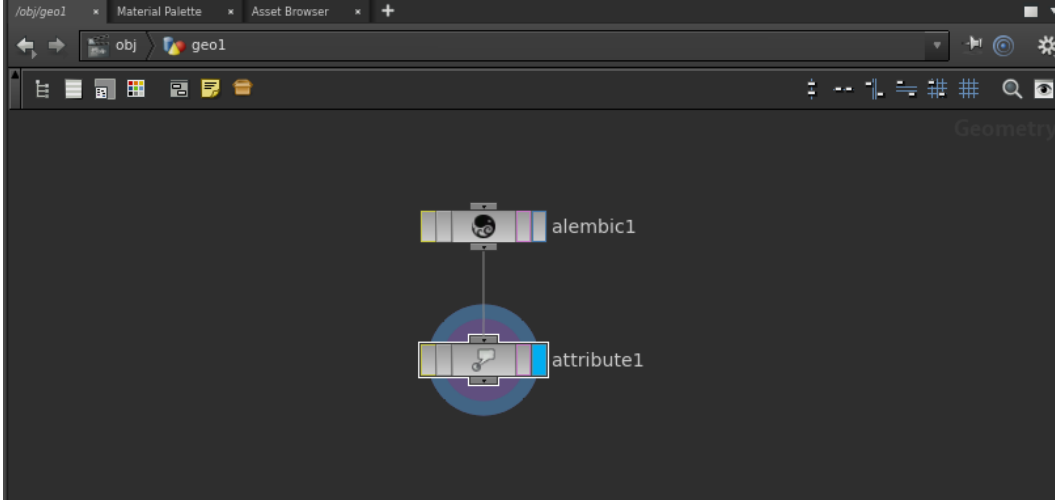 /obj/geo1 Material Palette Asset Browser
obj geo1
Geometry
alembic1
attribute1